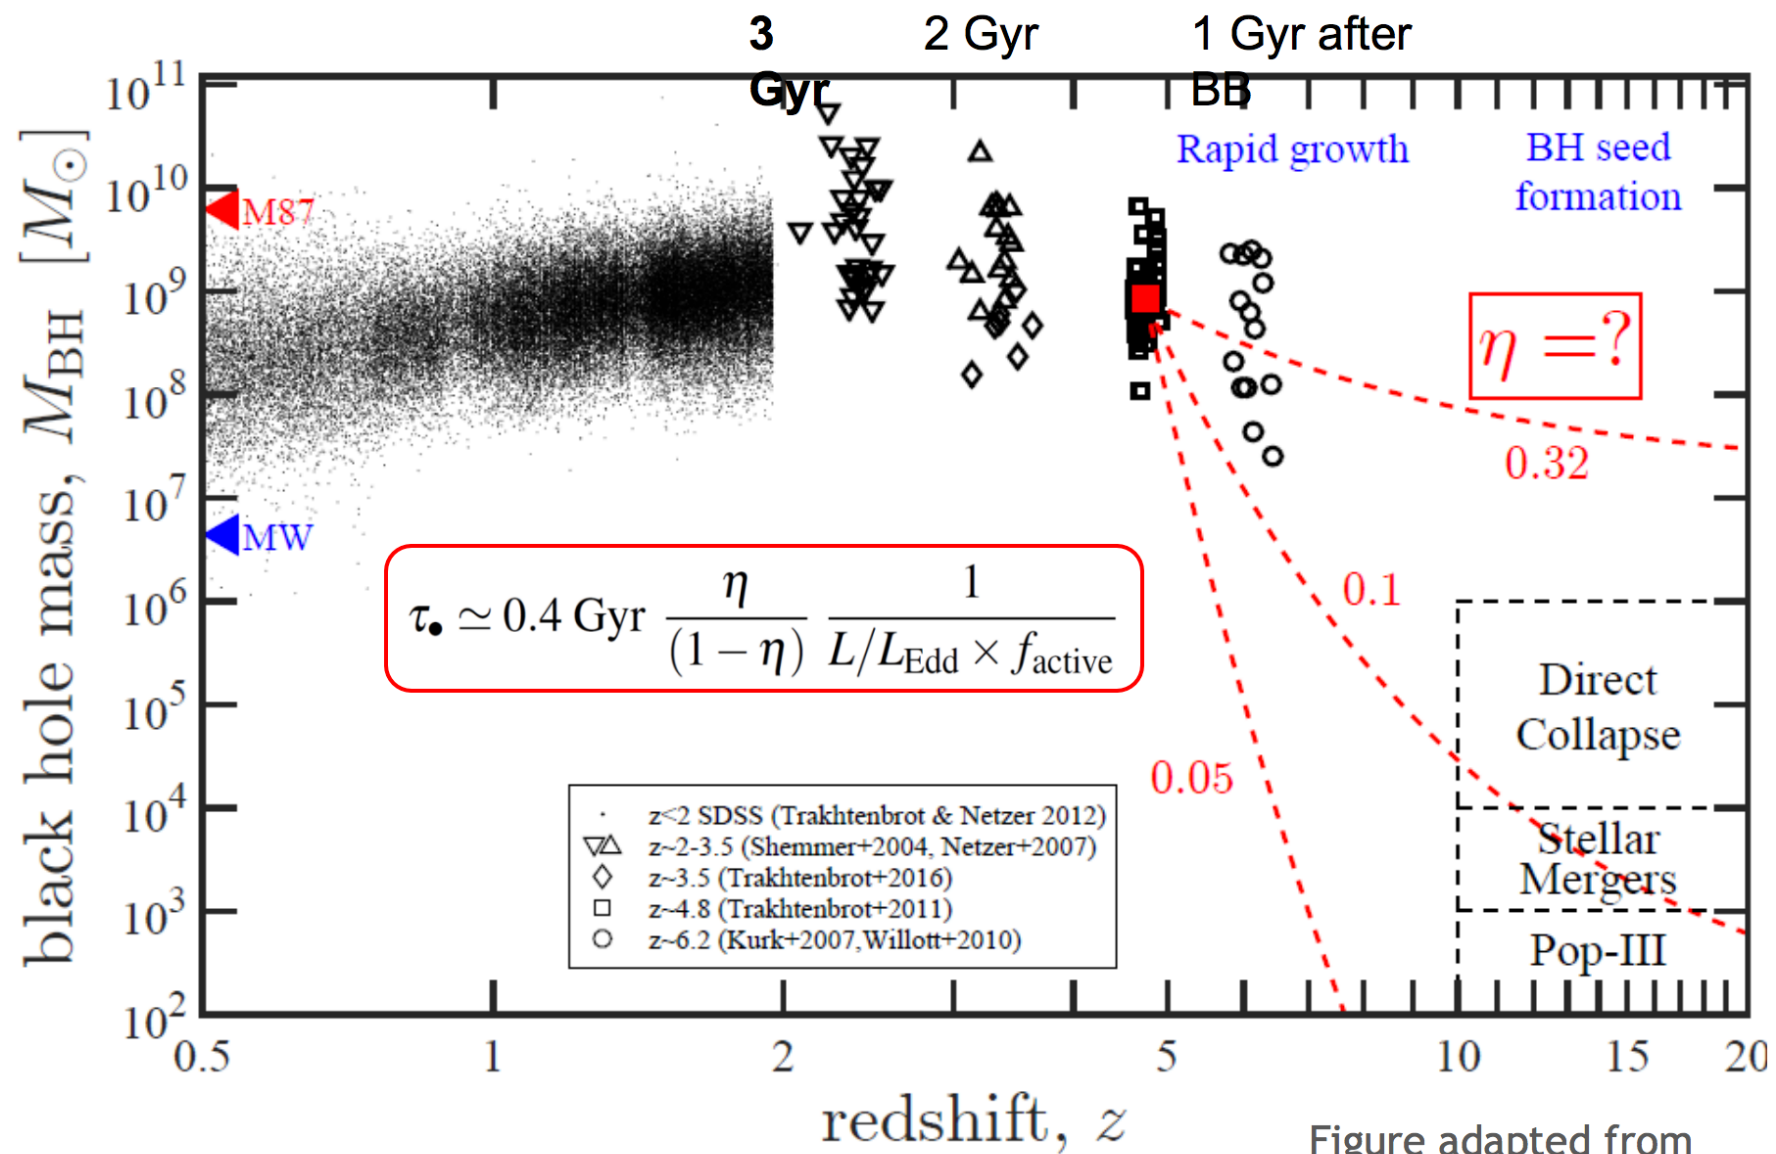 3 Gyr
2 Gyr
1 Gyr after BB
10^11
10^10
10^9
10^8
10^7
10^6
10^5
10^4
10^3
10^2
black hole mass, M_BH [M_⊙]
M87
MW
Rapid growth
BH seed
formation
η =?
0.32
0.1
0.05
τ_• ≃ 0.4 Gyr η/(1 − η) 1/(L/L_Edd × f_active)
Direct
Collapse
Stellar
Mergers
Pop-III
z<2 SDSS (Trakhtenbrot & Netzer 2012)
z~2-3.5 (Shemmer+2004, Netzer+2007)
z~3.5 (Trakhtenbrot+2016)
z~4.8 (Trakhtenbrot+2011)
z~6.2 (Kurk+2007,Willott+2010)
0.5 1 2 5 10 15 20
redshift, z
Figure adapted from